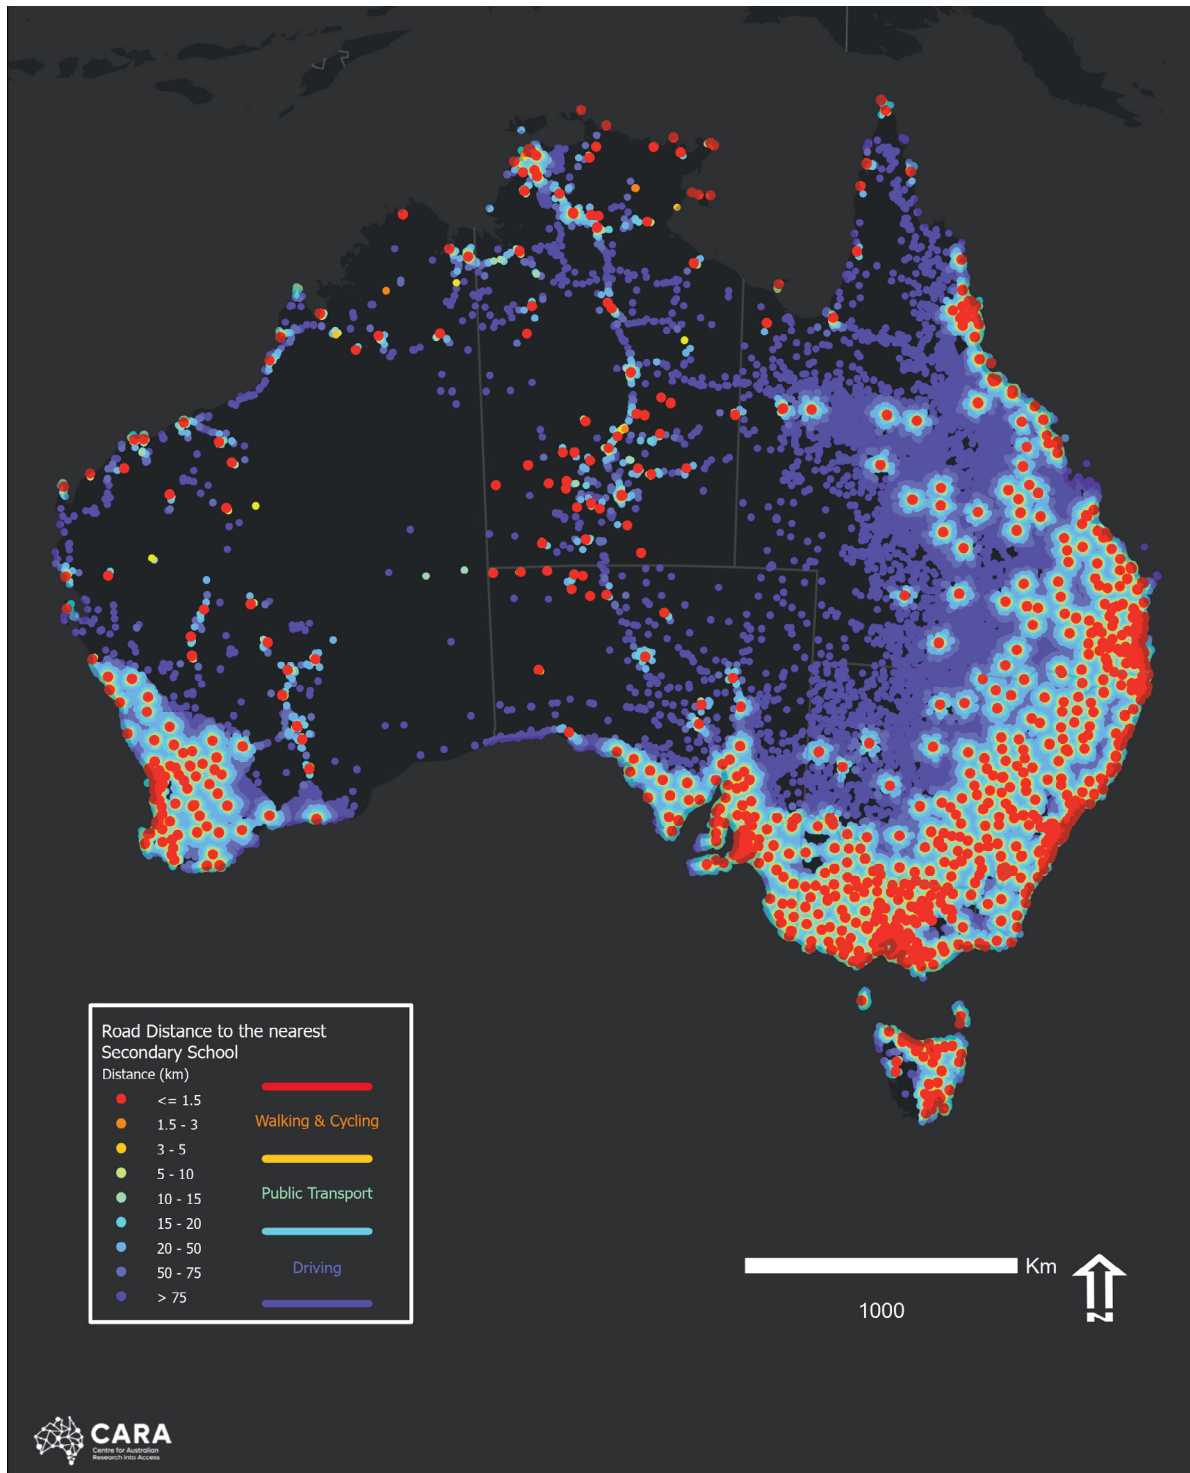 Road Distance to the nearest
Secondary School
Distance (km)
<= 1.5
1.5 - 3
Walking & Cycling
3 - 5
5 - 10
Public Transport
10 - 15
15 - 20
20 - 50
Driving
50 - 75
> 75
Km
1000
N
CARA
Centre for Australian
Research into Access